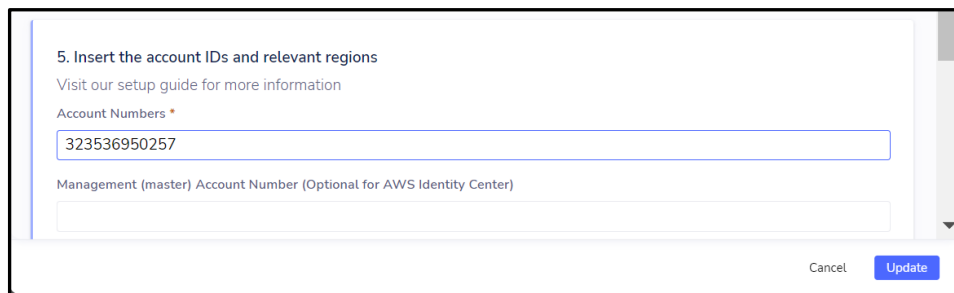 5. Insert the account IDs and relevant regions
Visit our setup guide for more information
Account Numbers *
323536950257
Management (master) Account Number (Optional for AWS Identity Center)
Cancel Update